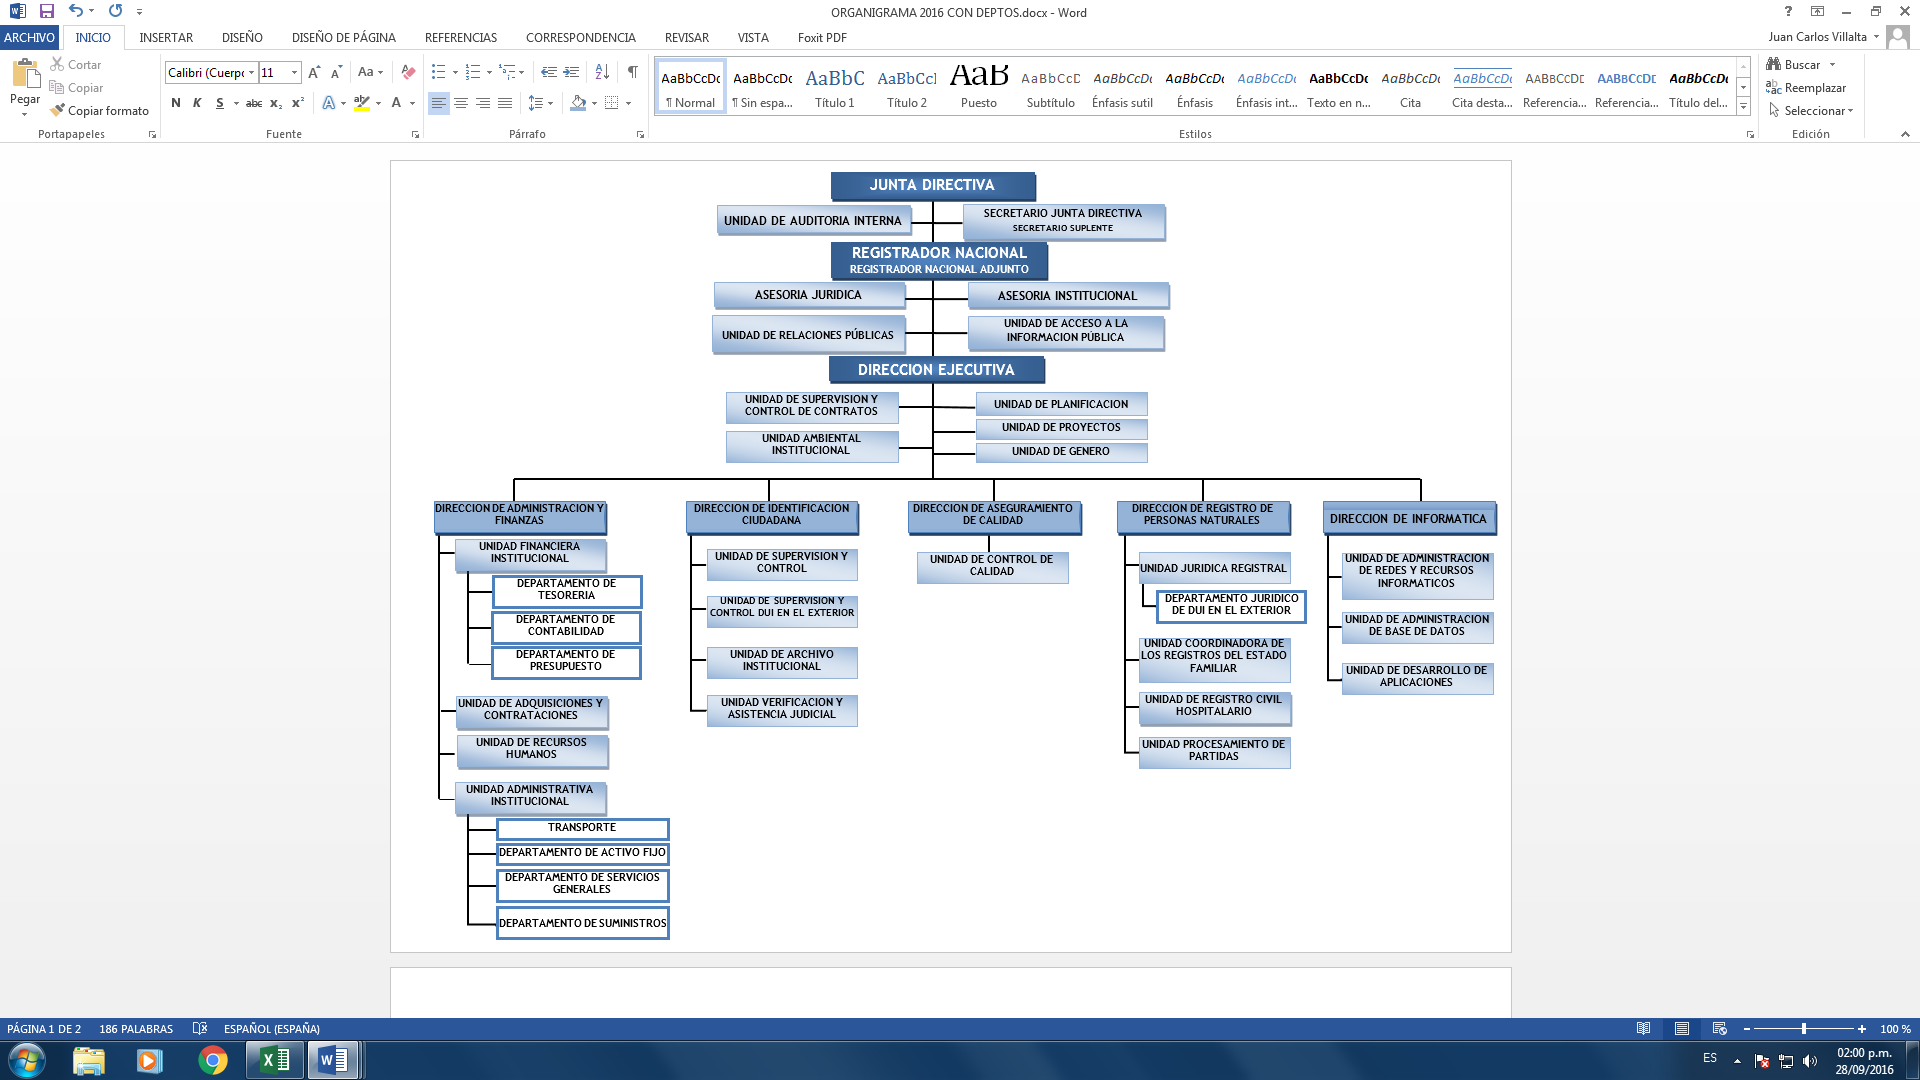 ORGANIGRAMA 2016 CON DEPTOS.docx - Word
ARCHIVO
INICIO
INSERTAR
DISEÑO
DISEÑO DE PÁGINA
REFERENCIAS
CORRESPONDENCIA
REVISAR
VISTA
Foxit PDF
Juan Carlos Villalta
Pegar
Cortar
Copiar
Copiar formato
Portapapeles
Calibri (Cuerpo
11
Fuente
Párrafo
¶ Normal
¶ Sin espa...
Título 1
Título 2
Puesto
Subtítulo
Énfasis sutil
Énfasis
Énfasis int...
Texto en n...
Cita
Cita desta...
Referencia...
Referencia...
Título del...
Estilos
Buscar
Reemplazar
Seleccionar
Edición
JUNTA DIRECTIVA
UNIDAD DE AUDITORIA INTERNA
SECRETARIO JUNTA DIRECTIVA
SECRETARIO SUPLENTE
REGISTRADOR NACIONAL
REGISTRADOR NACIONAL ADJUNTO
ASESORIA JURIDICA
ASESORIA INSTITUCIONAL
UNIDAD DE RELACIONES PÚBLICAS
UNIDAD DE ACCESO A LA
INFORMACION PÚBLICA
DIRECCION EJECUTIVA
UNIDAD DE SUPERVISION Y
CONTROL DE CONTRATOS
UNIDAD DE PLANIFICACION
UNIDAD DE PROYECTOS
UNIDAD AMBIENTAL
INSTITUCIONAL
UNIDAD DE GENERO
DIRECCION DE ADMINISTRACION Y
FINANZAS
UNIDAD FINANCIERA
INSTITUCIONAL
DEPARTAMENTO DE
TESORERIA
DEPARTAMENTO DE
CONTABILIDAD
DEPARTAMENTO DE
PRESUPUESTO
UNIDAD DE ADQUISICIONES Y
CONTRATACIONES
UNIDAD DE RECURSOS
HUMANOS
UNIDAD ADMINISTRATIVA
INSTITUCIONAL
TRANSPORTE
DEPARTAMENTO DE ACTIVO FIJO
DEPARTAMENTO DE SERVICIOS
GENERALES
DEPARTAMENTO DE SUMINISTROS
DIRECCION DE IDENTIFICACION
CIUDADANA
UNIDAD DE SUPERVISION Y
CONTROL
UNIDAD DE SUPERVISION Y
CONTROL DUI EN EL EXTERIOR
UNIDAD DE ARCHIVO
INSTITUCIONAL
UNIDAD VERIFICACION Y
ASISTENCIA JUDICIAL
DIRECCION DE ASEGURAMIENTO
DE CALIDAD
UNIDAD DE CONTROL DE
CALIDAD
DIRECCION DE REGISTRO DE
PERSONAS NATURALES
UNIDAD JURIDICA REGISTRAL
DEPARTAMENTO JURIDICO
DE DUI EN EL EXTERIOR
UNIDAD COORDINADORA DE
LOS REGISTROS DEL ESTADO
FAMILIAR
UNIDAD DE REGISTRO CIVIL
HOSPITALARIO
UNIDAD PROCESAMIENTO DE
PARTIDAS
DIRECCION DE INFORMATICA
UNIDAD DE ADMINISTRACION
DE REDES Y RECURSOS
INFORMATICOS
UNIDAD DE ADMINISTRACION
DE BASE DE DATOS
UNIDAD DE DESARROLLO DE
APLICACIONES
PÁGINA 1 DE 2
186 PALABRAS
ESPAÑOL (ESPAÑA)
100 %
ES
02:00 p.m.
28/09/2016